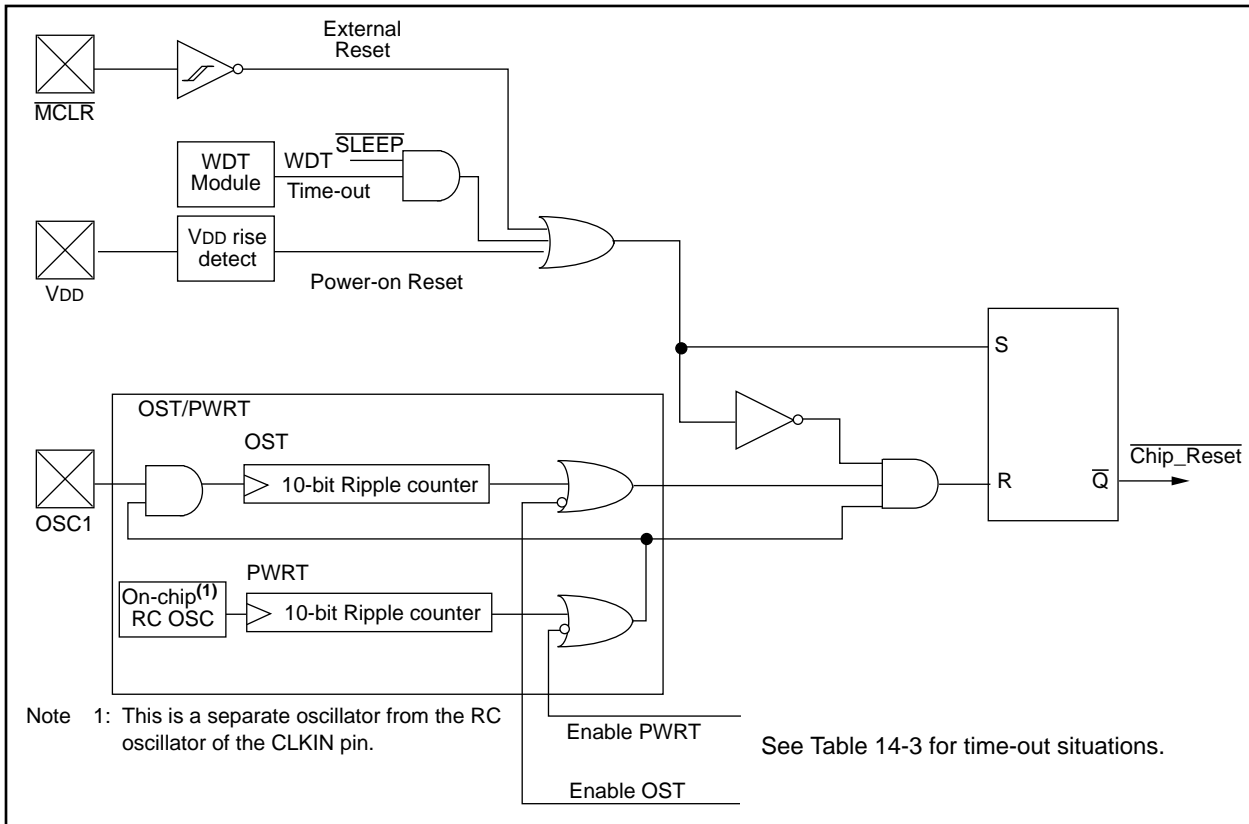 External
Reset
MCLR
SLEEP
WDT
Module
WDT
Time-out
VDD rise
detect
Power-on Reset
VDD
S
OST/PWRT
OST
10-bit Ripple counter
OSC1
Chip_Reset
R
Q
PWRT
On-chip(1)
RC OSC
10-bit Ripple counter
Note 1: This is a separate oscillator from the RC
oscillator of the CLKIN pin.
Enable PWRT
See Table 14-3 for time-out situations.
Enable OST